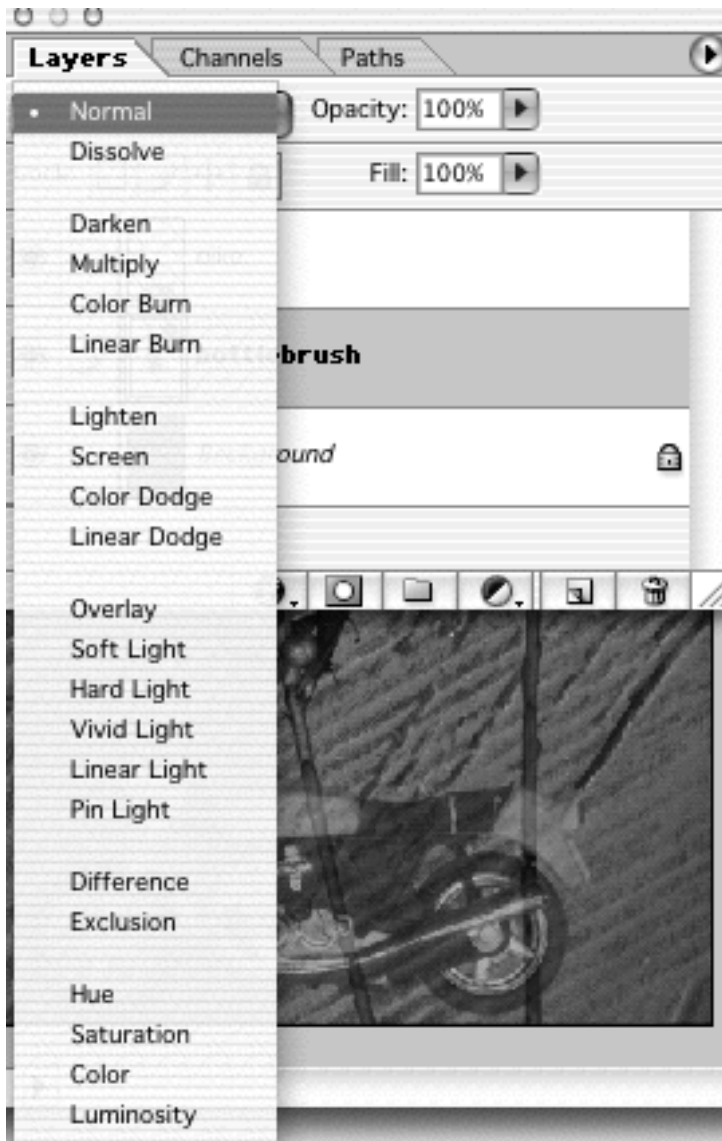 Layers Channels Paths
Normal Opacity: 100%
Dissolve
Fill: 100%
Darken
Multiply
Color Burn
Linear Burn
brush
Lighten
Screen
ound
Color Dodge
Linear Dodge
Overlay
Soft Light
Hard Light
Vivid Light
Linear Light
Pin Light
Difference
Exclusion
Hue
Saturation
Color
Luminosity